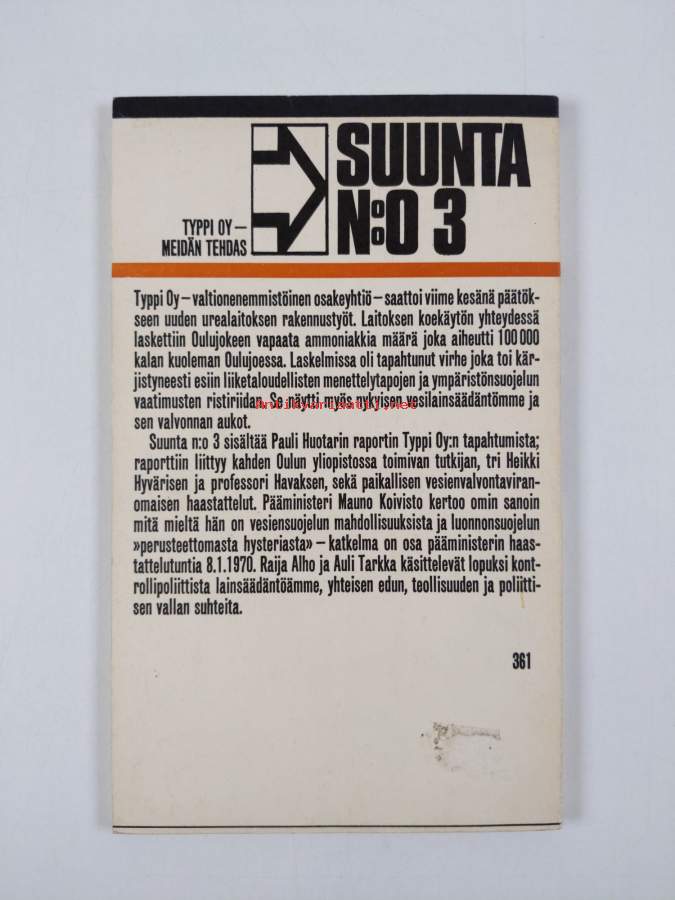 SUUNTA
N:O 3
TYPPI OY —
MEIDÄN TEHDAS
Typpi Oy — valtionenemmistöinen osakeyhtiö — saattoi viime kesänä päätök-
seen uuden urealaitoksen rakennustyöt. Laitoksen koekäytön yhteydessä
laskettiin Oulujokeen vapaata ammoniakkia määrä joka aiheutti 100 000
kalan kuoleman Oulujoessa. Laskelmissa oli tapahtunut virhe joka toi kär-
jistyneesti esiin liiketaloudellisten menettelytapojen ja ympäristönsuojelun
vaatimusten ristiriidan. Se näytti myös nykyisen vesilainsäädäntömme ja
Antikvariaatti.net
sen valvonnan aukot.
Suunta n:o 3 sisältää Pauli Huotarin raportin Typpi Oy:n tapahtumista;
raporttiin liittyy kahden Oulun yliopistossa toimivan tutkijan, tri Heikki
Hyvärisen ja professori Havaksen, sekä paikallisen vesienvalvontaviran-
omaisen haastattelut. Pääministeri Mauno Koivisto kertoo omin sanoin
mitä mieltä hän on vesiensuojelun mahdollisuuksista ja luonnonsuojelun
»perusteettomasta hysteriasta» — katkelma on osa pääministerin haas-
tattelutuntia 8.1.1970. Raija Alho ja Auli Tarkka käsittelevät lopuksi kont-
rollipoliittista lainsäädäntöämme, yhteisen edun, teollisuuden ja poliitti-
sen vallan suhteita.
361